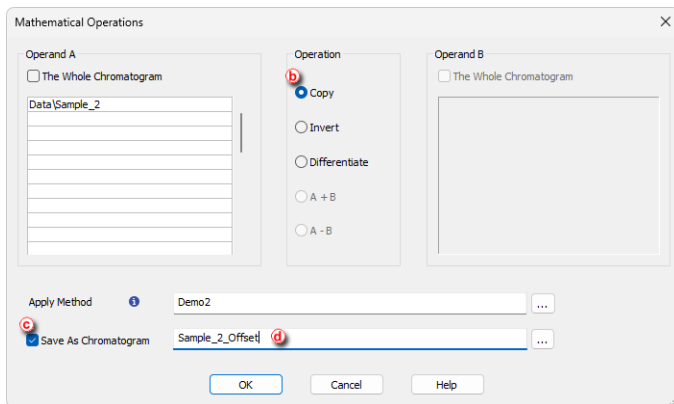 Mathematical Operations
Operand A
The Whole Chromatogram
Data\Sample_2
Operation
b
Copy
Invert
Differentiate
A + B
A - B
Operand B
The Whole Chromatogram
Apply Method i Demo2 ...
c
Save As Chromatogram Sample_2_Offset d ...
OK Cancel Help